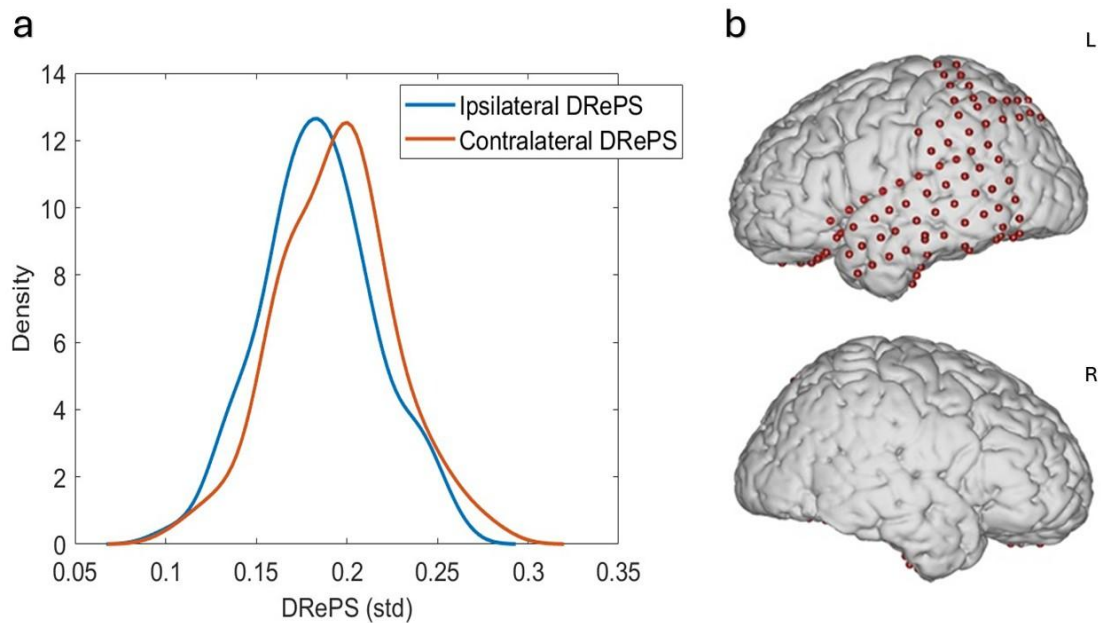 a
b
L
14
12
10
8
6
4
2
0
Density
Ipsilateral DRePS
Contralateral DRePS
0.05 0.1 0.15 0.2 0.25 0.3 0.35
DRePS (std)
R